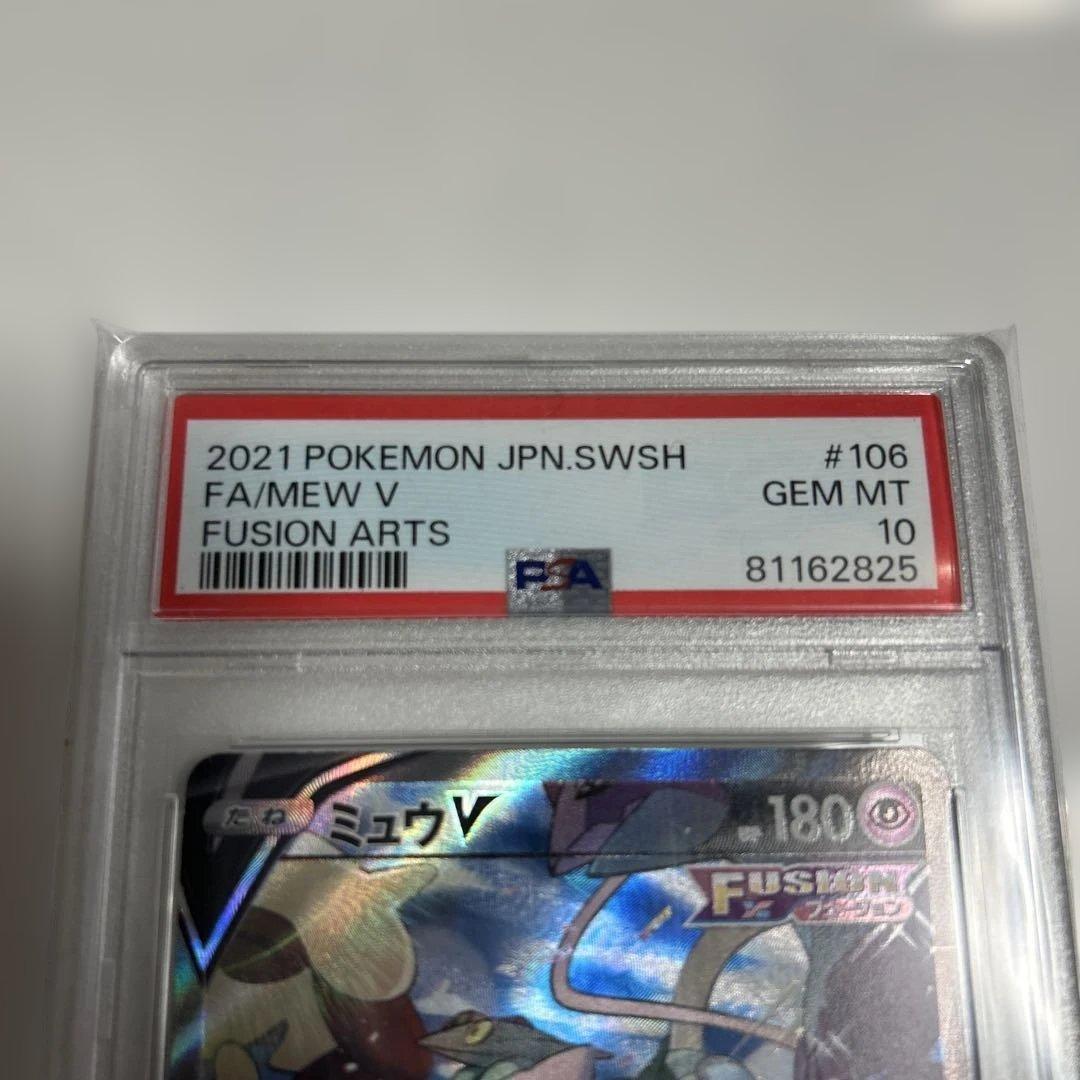 2021 POKEMON JPN.SWSH #106
FA/MEW V GEM MT
FUSION ARTS 10
PSA 81162825
たね ミュウV HP 180
FUSION
フュージョン